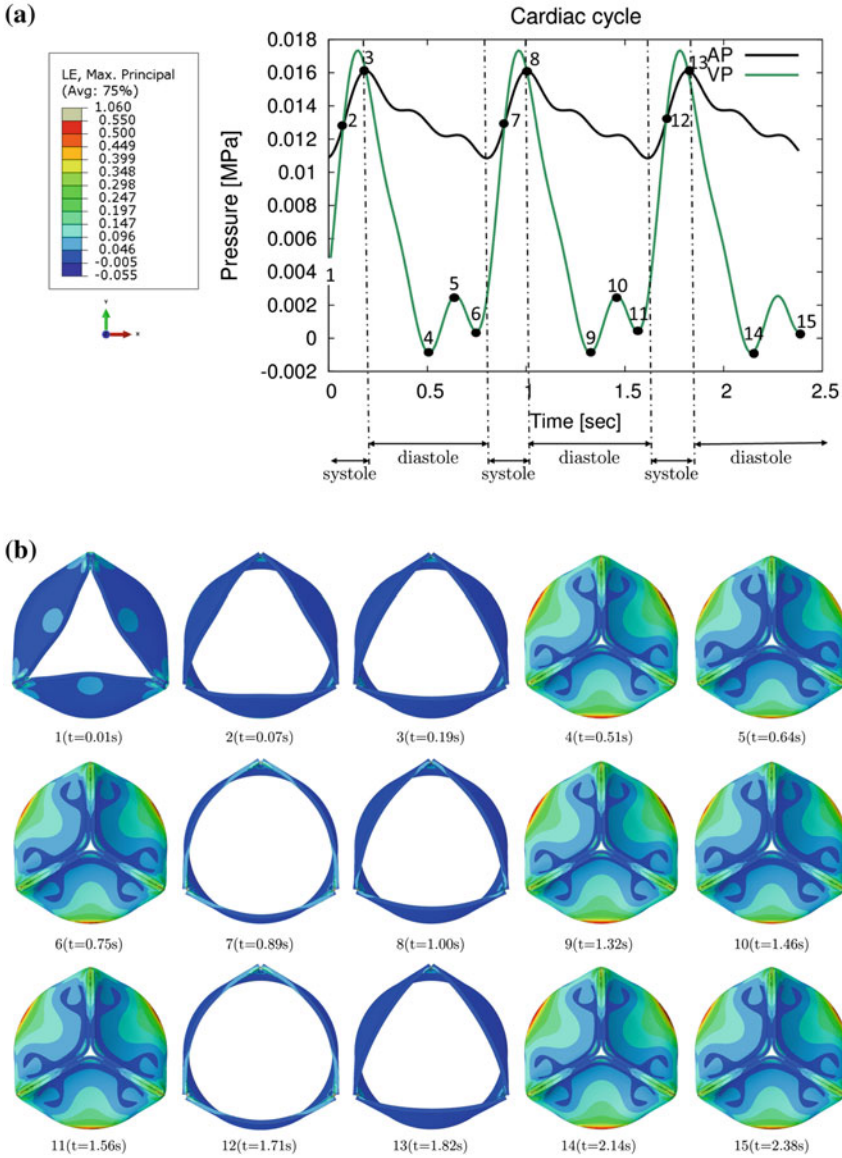 (a)
Cardiac cycle
LE, Max. Principal
(Avg: 75%)
1.060
0.550
0.500
0.449
0.399
0.348
0.298
0.247
0.197
0.147
0.096
0.046
-0.005
-0.055
Y
X
Pressure [MPa]
0.018
0.016
0.014
0.012
0.01
0.008
0.006
0.004
0.002
0
-0.002
AP
VP
1
2
3
4
5
6
7
8
9
10
11
12
13
14
15
0 0.5 1 1.5 2 2.5
Time [sec]
systole diastole systole diastole systole diastole
(b)
1(t=0.01s) 2(t=0.07s) 3(t=0.19s) 4(t=0.51s) 5(t=0.64s)
6(t=0.75s) 7(t=0.89s) 8(t=1.00s) 9(t=1.32s) 10(t=1.46s)
11(t=1.56s) 12(t=1.71s) 13(t=1.82s) 14(t=2.14s) 15(t=2.38s)